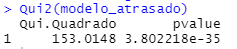 > Qui2(modelo_atrasado)
Qui.Quadrado pvalue
1 153.0148 3.802218e-35